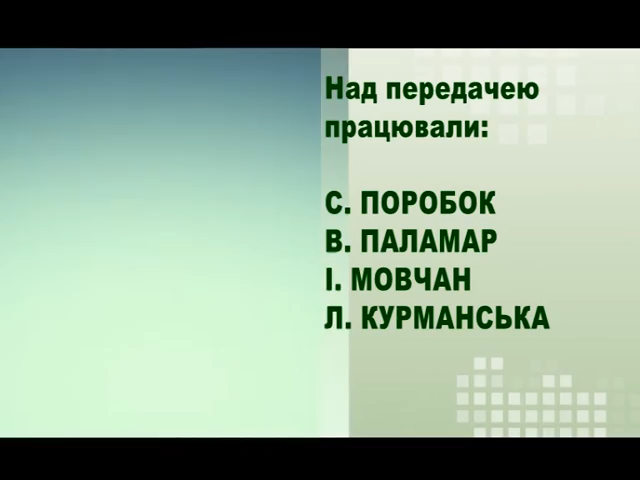 Над передачею
працювали:
С. ПОРОБОК
В. ПАЛАМАР
І. МОВЧАН
Л. КУРМАНСЬКА